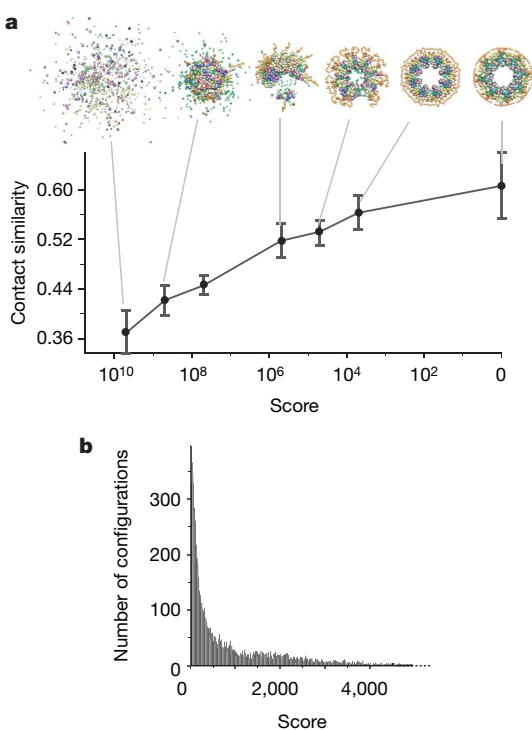 a
Contact similarity
0.60
0.52
0.44
0.36
10¹⁰ 10⁸ 10⁶ 10⁴ 10² 0
Score
b
Number of configurations
300
200
100
0
0 2,000 4,000
Score